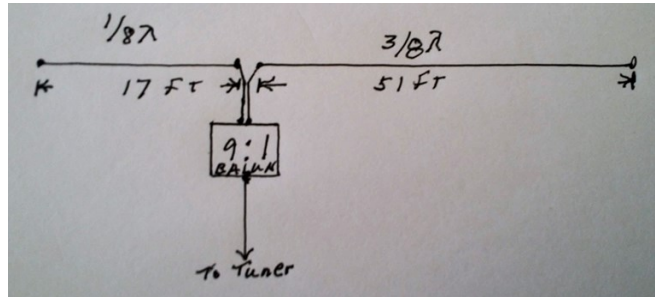 1/8λ
3/8λ
17 FT
51 FT
9:1
BALUN
To Tuner